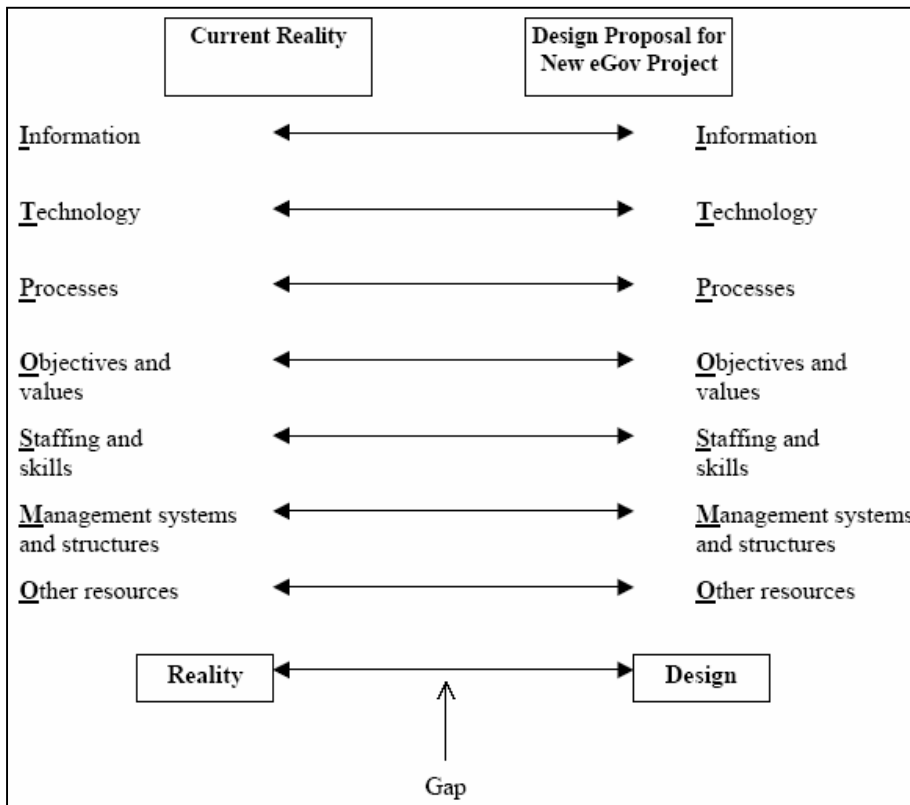 Current Reality
Design Proposal for
New eGov Project
Information
Information
Technology
Technology
Processes
Processes
Objectives and
values
Objectives and
values
Staffing and
skills
Staffing and
skills
Management systems
and structures
Management systems
and structures
Other resources
Other resources
Reality
Design
Gap